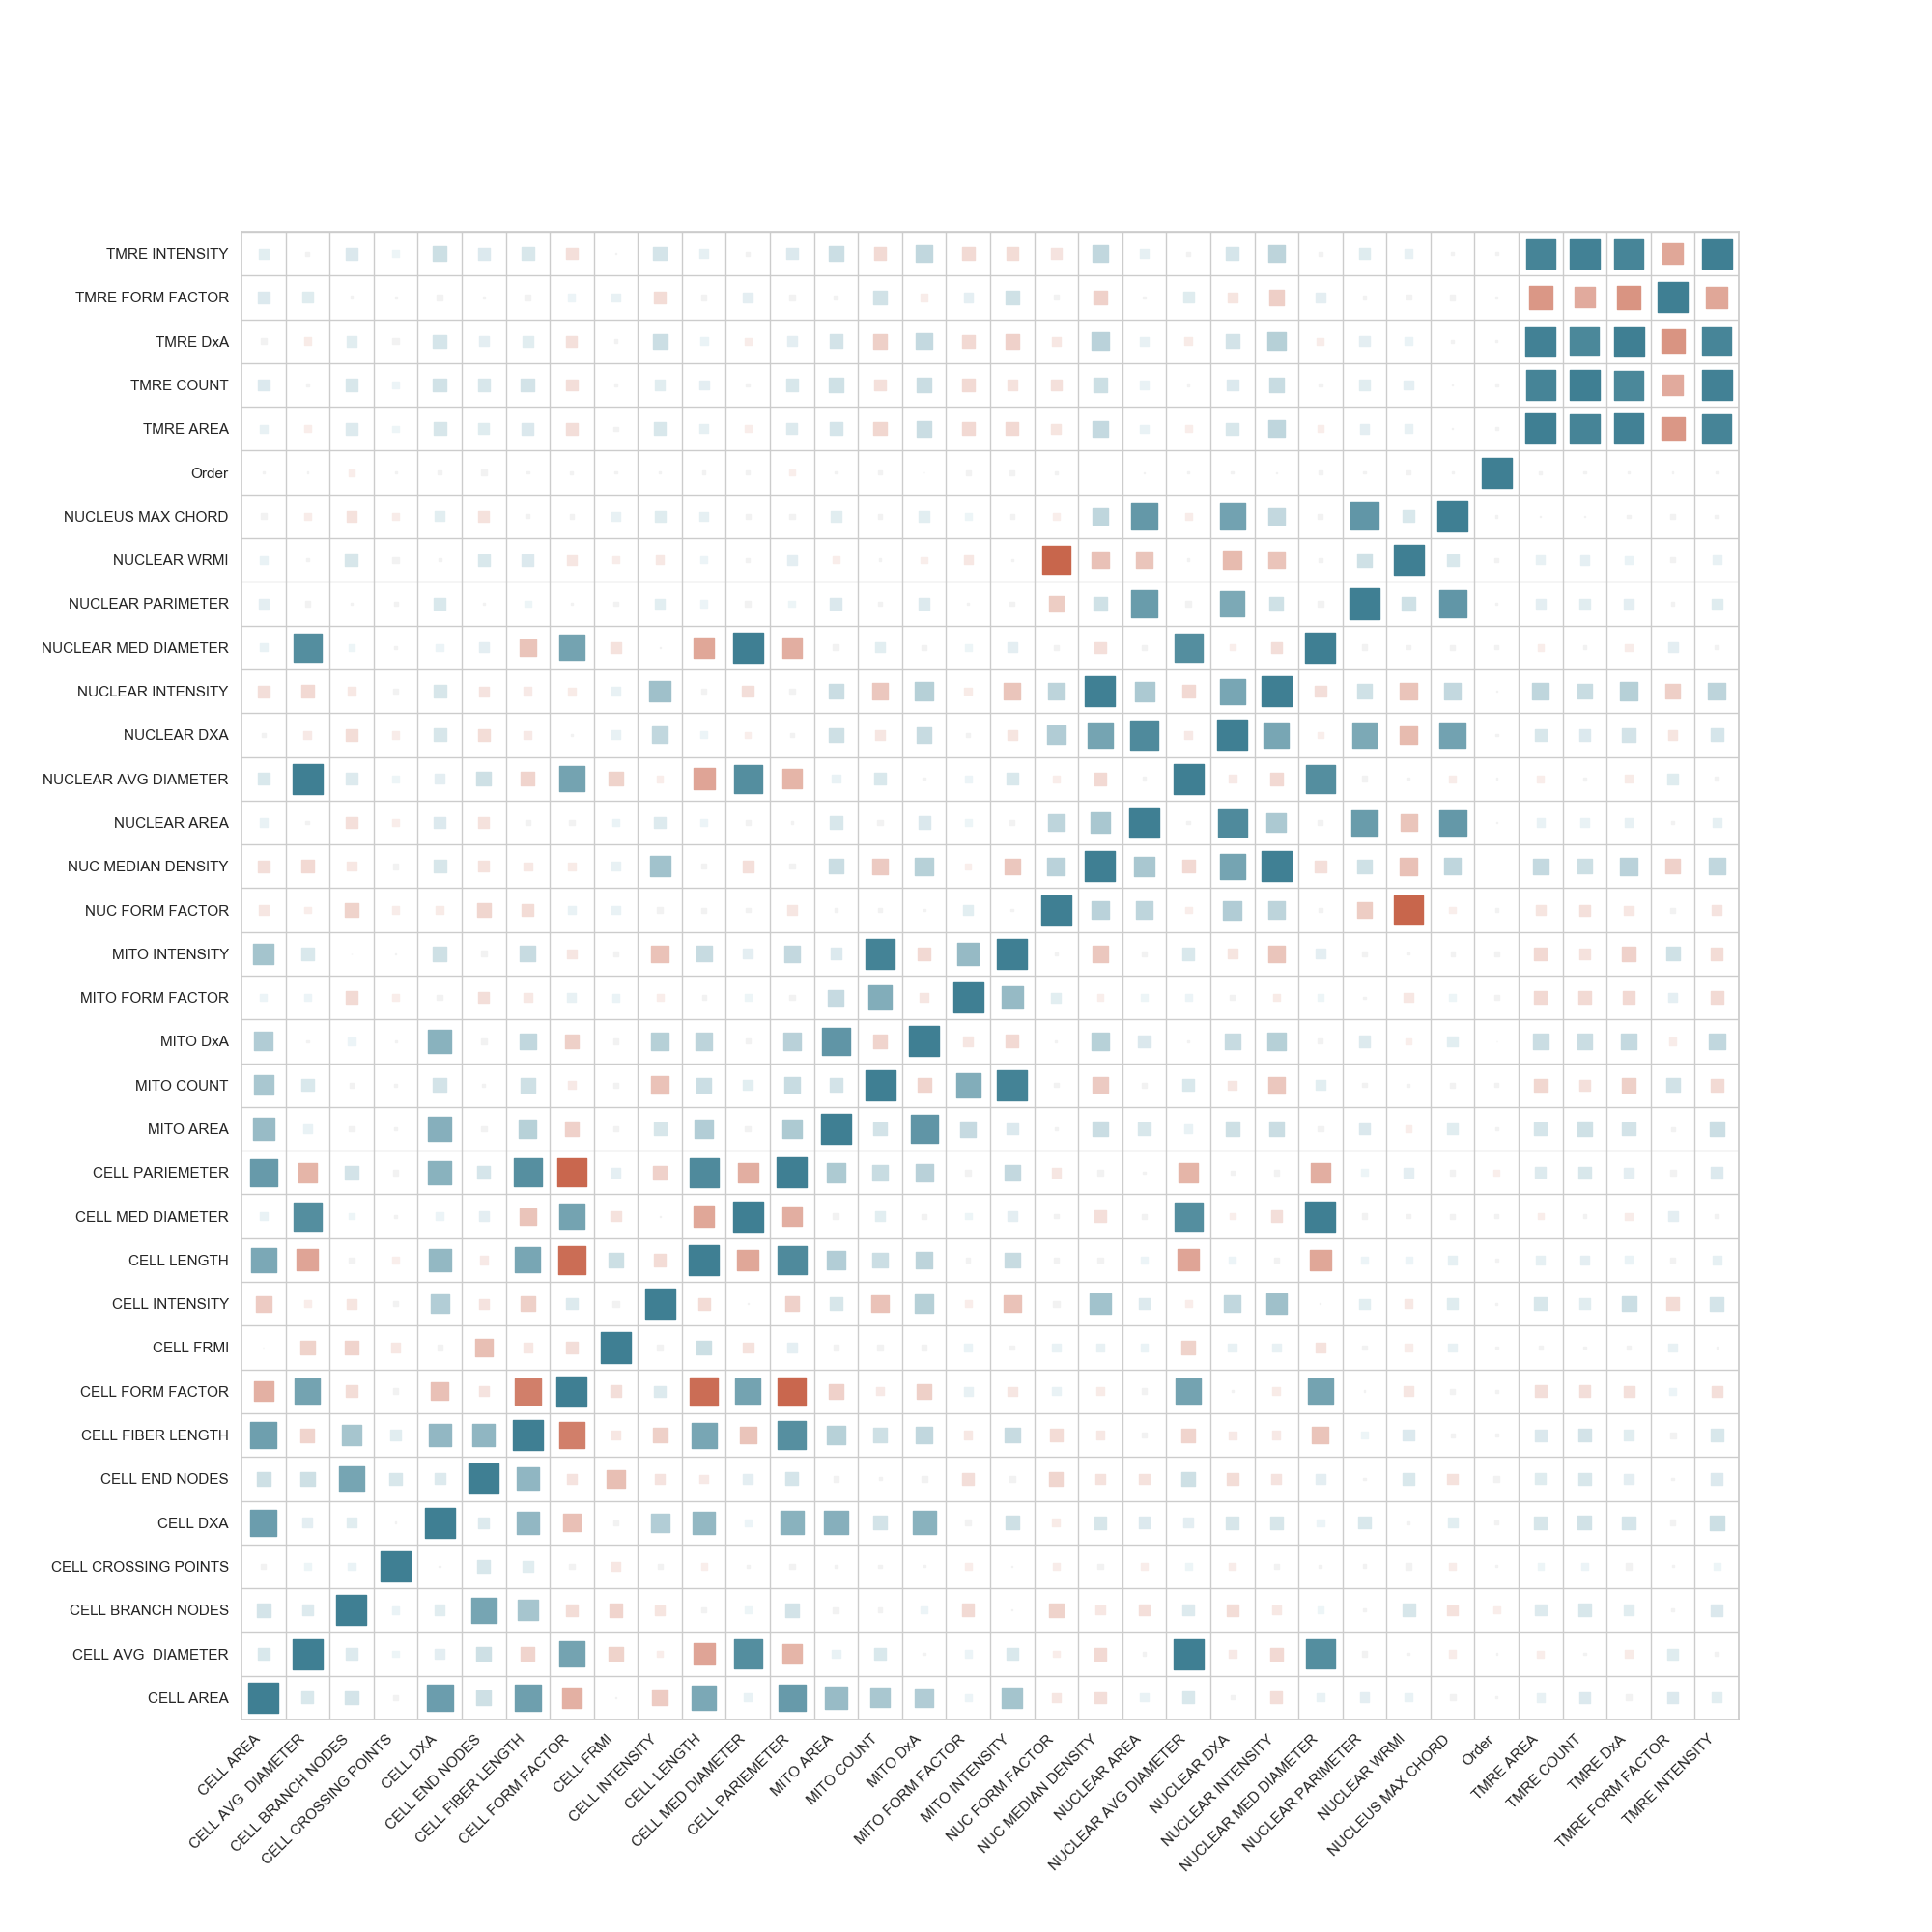 TMRE INTENSITY
TMRE FORM FACTOR
TMRE DxA
TMRE COUNT
TMRE AREA
Order
NUCLEUS MAX CHORD
NUCLEAR WRMI
NUCLEAR PARIMETER
NUCLEAR MED DIAMETER
NUCLEAR INTENSITY
NUCLEAR DXA
NUCLEAR AVG DIAMETER
NUCLEAR AREA
NUC MEDIAN DENSITY
NUC FORM FACTOR
MITO INTENSITY
MITO FORM FACTOR
MITO DxA
MITO COUNT
MITO AREA
CELL PARIEMETER
CELL MED DIAMETER
CELL LENGTH
CELL INTENSITY
CELL FRMI
CELL FORM FACTOR
CELL FIBER LENGTH
CELL END NODES
CELL DXA
CELL CROSSING POINTS
CELL BRANCH NODES
CELL AVG  DIAMETER
CELL AREA
CELL AREA
CELL AVG  DIAMETER
CELL BRANCH NODES
CELL CROSSING POINTS
CELL DXA
CELL END NODES
CELL FIBER LENGTH
CELL FORM FACTOR
CELL FRMI
CELL INTENSITY
CELL LENGTH
CELL MED DIAMETER
CELL PARIEMETER
MITO AREA
MITO COUNT
MITO DxA
MITO FORM FACTOR
MITO INTENSITY
NUC FORM FACTOR
NUC MEDIAN DENSITY
NUCLEAR AREA
NUCLEAR AVG DIAMETER
NUCLEAR DXA
NUCLEAR INTENSITY
NUCLEAR MED DIAMETER
NUCLEAR PARIMETER
NUCLEAR WRMI
NUCLEUS MAX CHORD
Order
TMRE AREA
TMRE COUNT
TMRE DxA
TMRE FORM FACTOR
TMRE INTENSITY